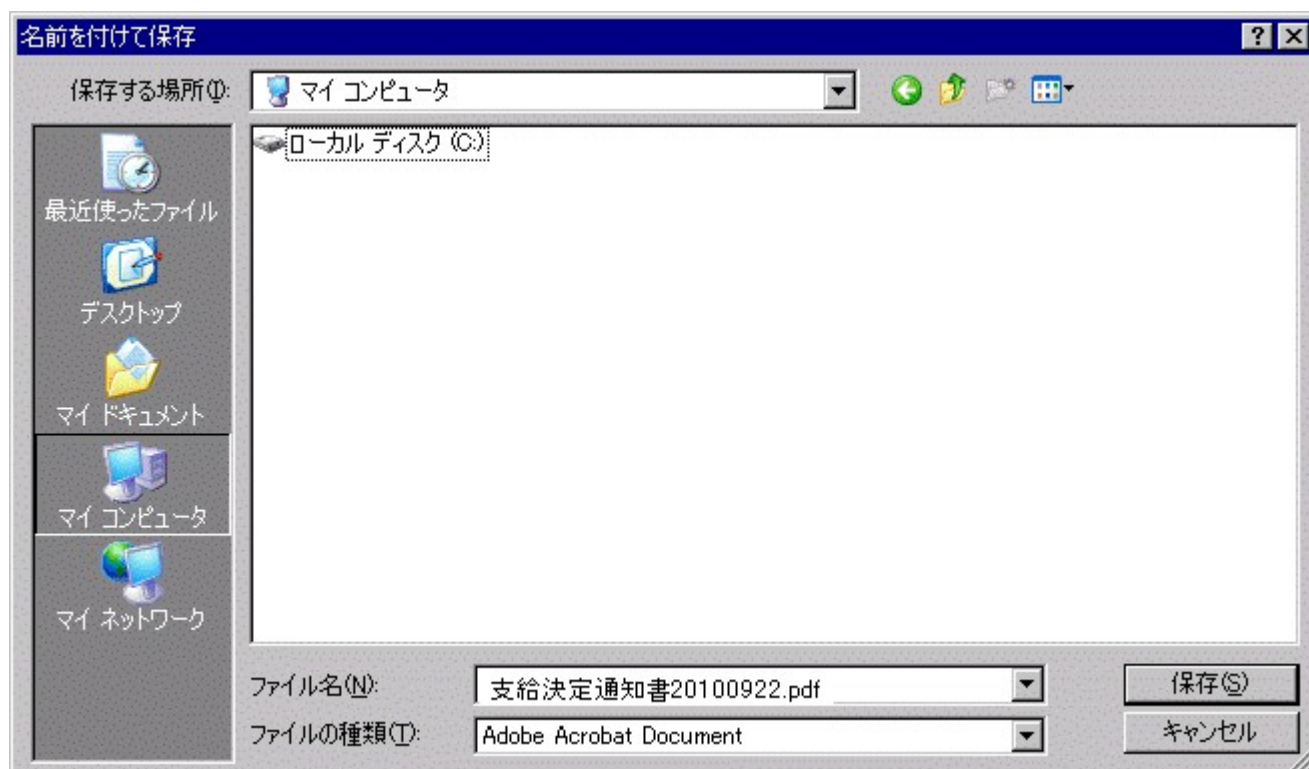 名前を付けて保存
保存する場所(I):
マイ コンピュータ
ローカル ディスク (C:)
最近使ったファイル
デスクトップ
マイ ドキュメント
マイ コンピュータ
マイ ネットワーク
ファイル名(N):
支給決定通知書20100922.pdf
保存(S)
ファイルの種類(T):
Adobe Acrobat Document
キャンセル